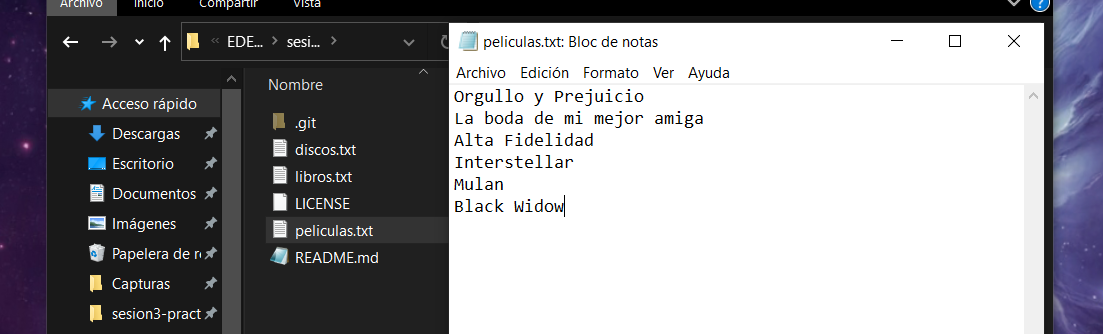 Archivo Inicio Compartir Vista
EDE... sesi...
Acceso rápido
Descargas
Escritorio
Documentos
Imágenes
Papelera de r
Capturas
sesion3-pract
Nombre
.git
discos.txt
libros.txt
LICENSE
peliculas.txt
README.md
peliculas.txt: Bloc de notas
Archivo Edición Formato Ver Ayuda
Orgullo y Prejuicio
La boda de mi mejor amiga
Alta Fidelidad
Interstellar
Mulan
Black Widow